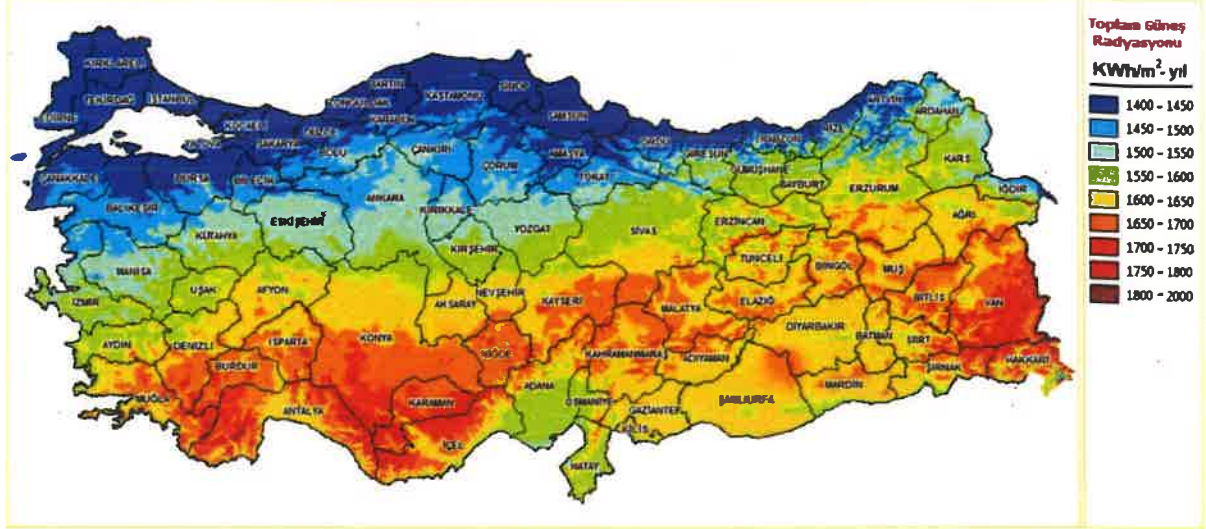 Toplam Güneş
Radyasyonu
KWh/m²- yıl
1400 - 1450
1450 - 1500
1500 - 1550
1550 - 1600
1600 - 1650
1650 - 1700
1700 - 1750
1750 - 1800
1800 - 2000
KIRKLARELİ
TEKİRDAĞ
İSTANBUL
EDİRNE
KOCAELİ
SAKARYA
DÜZCE
BOLU
ZONGULDAK
BARTIN
KARABÜK
KASTAMONU
SİNOP
SAMSUN
ORDU
GİRESUN
TRABZON
RİZE
ARTVİN
ARDAHAN
KARS
IĞDIR
ÇANAKKALE
BURSA
BİLECİK
ÇANKIRI
ÇORUM
AMASYA
TOKAT
GÜMÜŞHANE
BAYBURT
ERZURUM
AĞRI
BALIKESİR
KÜTAHYA
ESKİŞEHİR
ANKARA
KIRIKKALE
YOZGAT
SİVAS
ERZİNCAN
KIRŞEHİR
TUNCELİ
BİNGÖL
MUŞ
MANİSA
UŞAK
AFYON
İZMİR
AKSARAY
NEVŞEHİR
KAYSERİ
MALATYA
ELAZIĞ
BİTLİS
VAN
AYDIN
DENİZLİ
ISPARTA
KONYA
NİĞDE
KAHRAMANMARAŞ
ADIYAMAN
DİYARBAKIR
BATMAN
SİİRT
ŞIRNAK
HAKKARİ
BURDUR
MUĞLA
ANTALYA
KARAMAN
ADANA
OSMANİYE
GAZİANTEP
KİLİS
ŞANLIURFA
MARDİN
İÇEL
HATAY